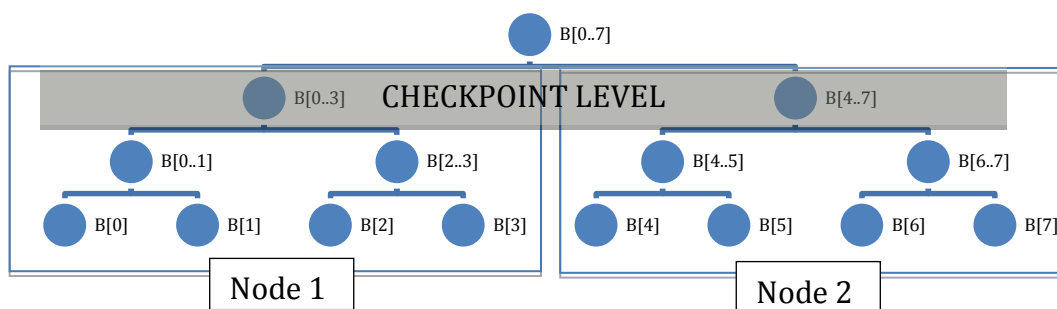 B[0..7]
B[0..3] CHECKPOINT LEVEL B[4..7]
B[0..1] B[2..3] B[4..5] B[6..7]
B[0] B[1] B[2] B[3] B[4] B[5] B[6] B[7]
Node 1 Node 2